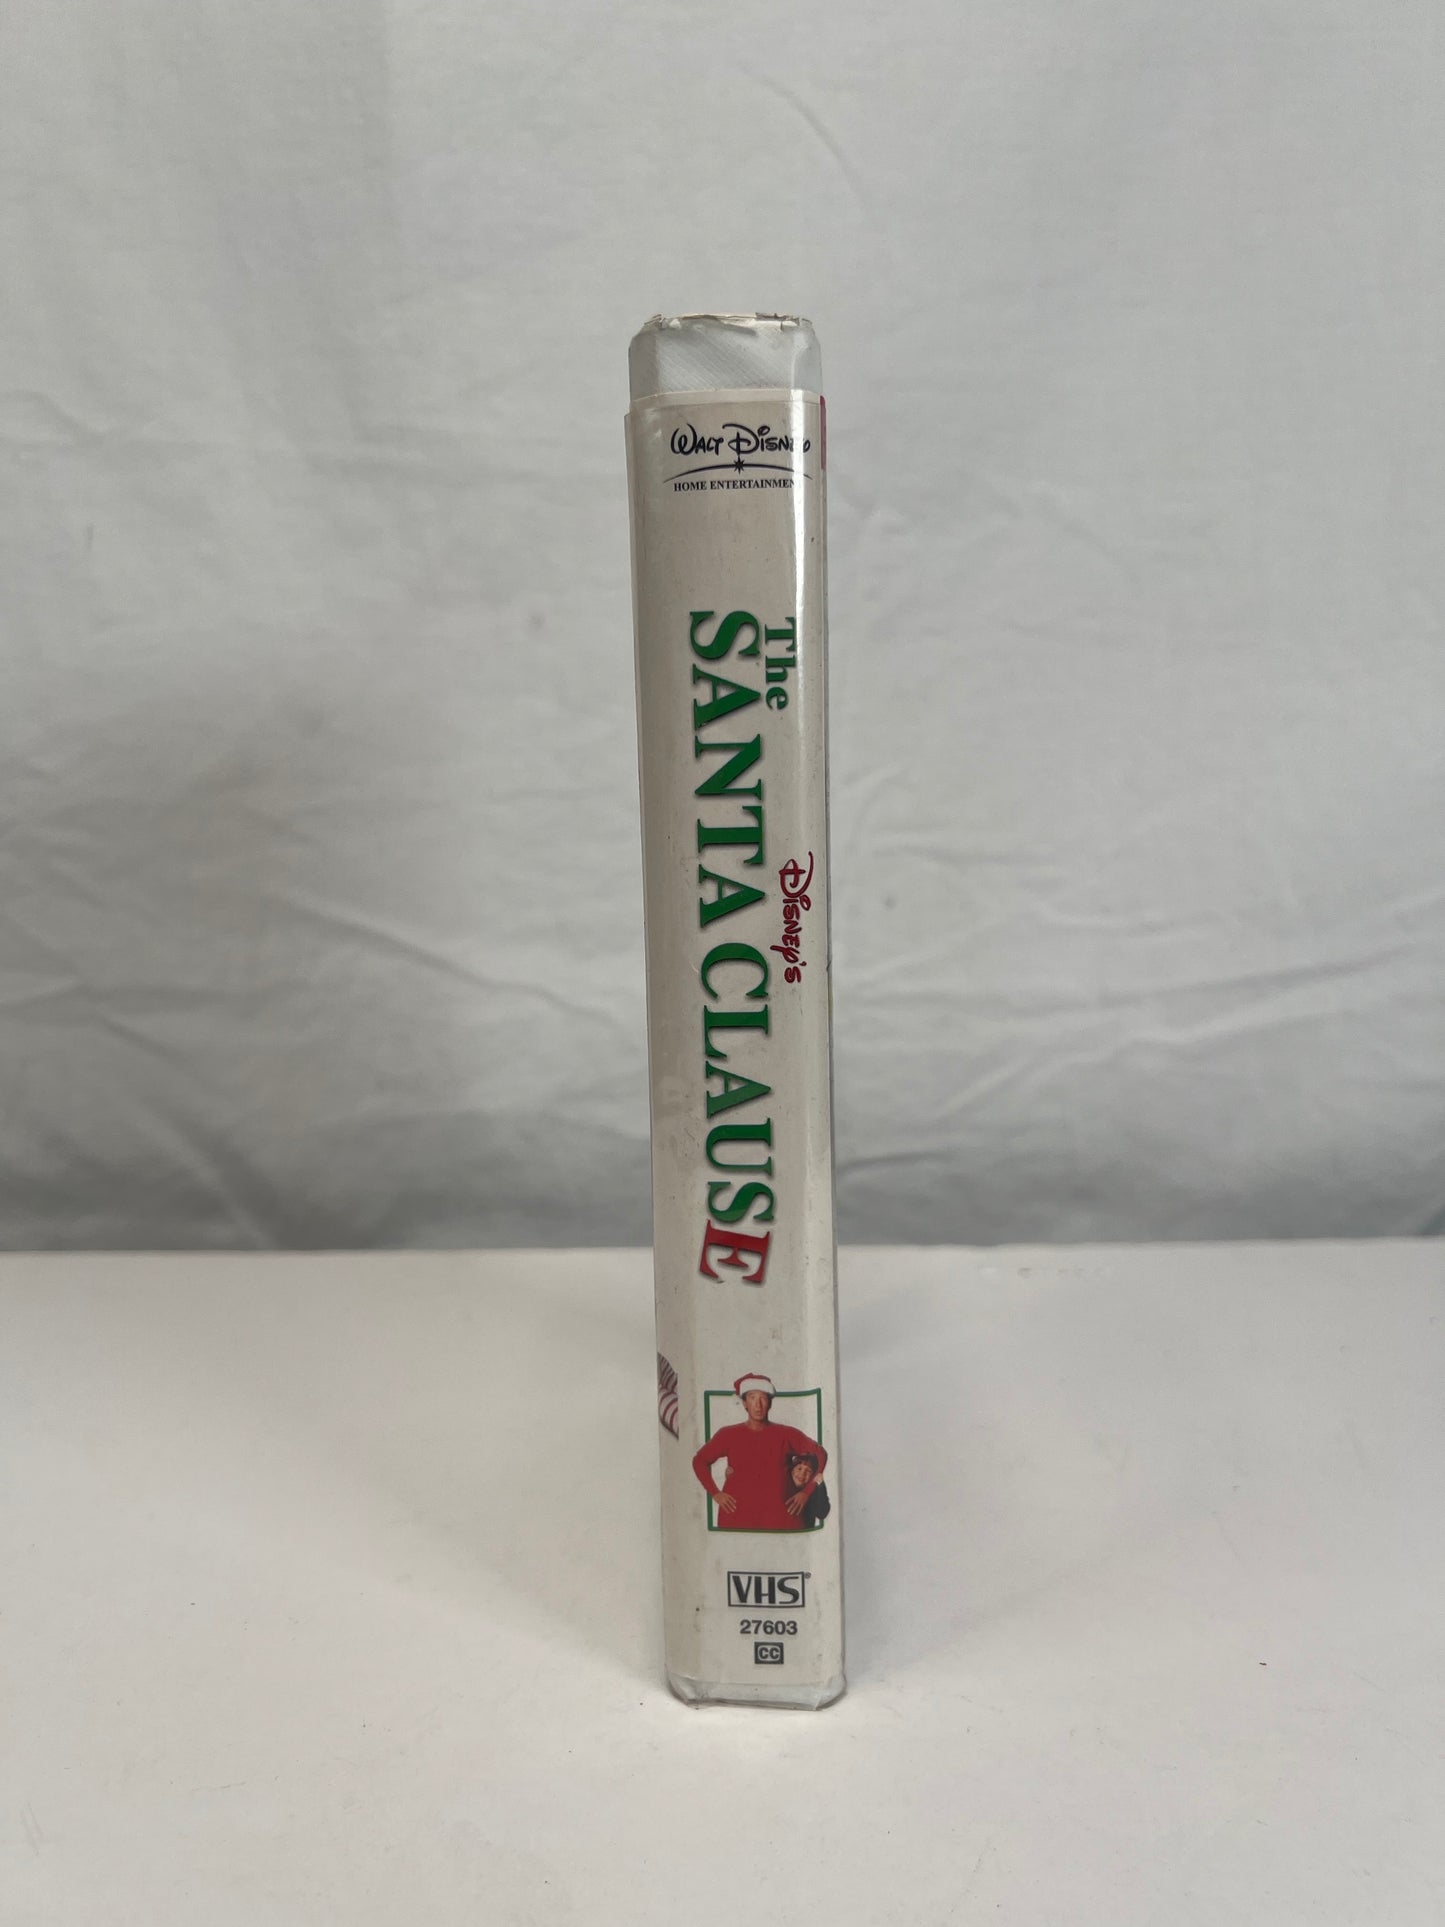 WALT DISNEY
HOME ENTERTAINMENT
Disney's
The
SANTA CLAUSE
VHS®
27603
CC